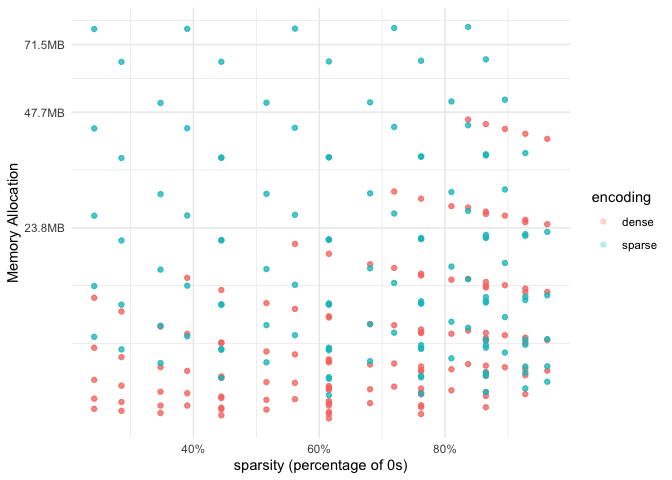 71.5MB
47.7MB
23.8MB
Memory Allocation
40%
60%
80%
sparsity (percentage of 0s)
encoding
dense
sparse